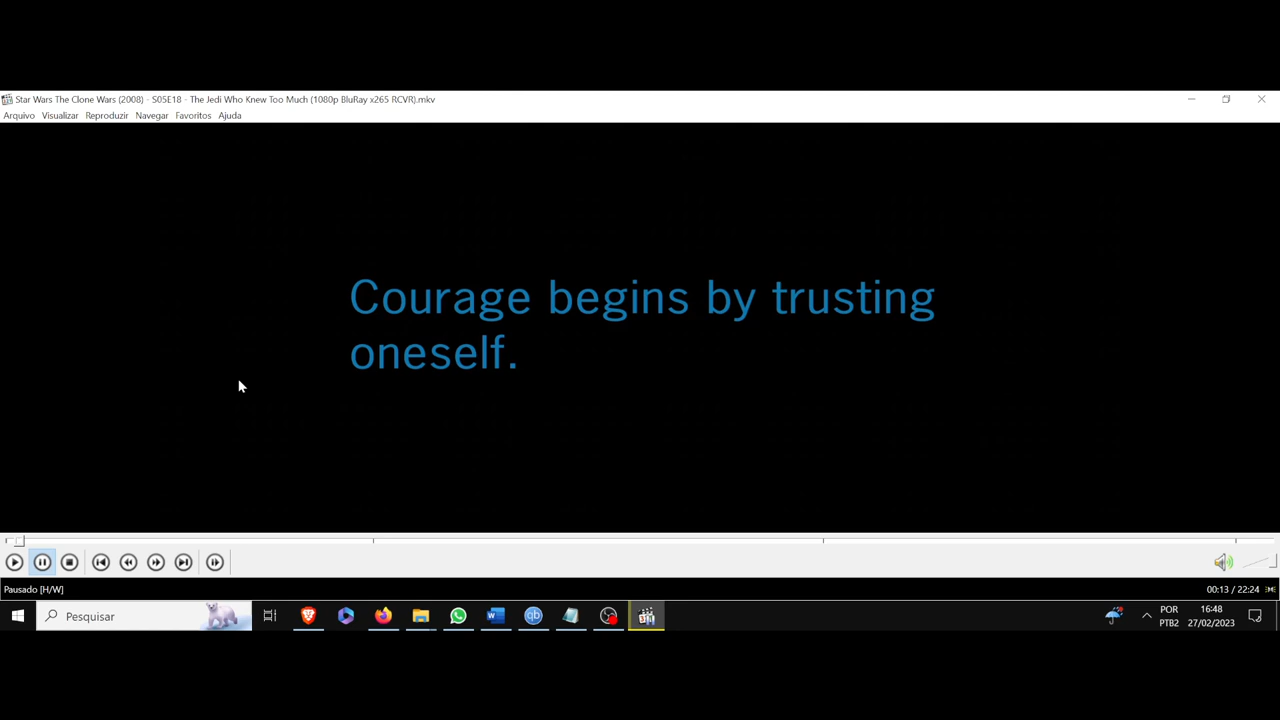 Star Wars The Clone Wars (2008) - S05E18 - The Jedi Who Knew Too Much (1080p BluRay x265 RCVR).mkv
Arquivo Visualizar Reproduzir Navegar Favoritos Ajuda
Courage begins by trusting
oneself.
Pausado [H/W]
00:13 / 22:24
Pesquisar
POR
PTB2
16:48
27/02/2023